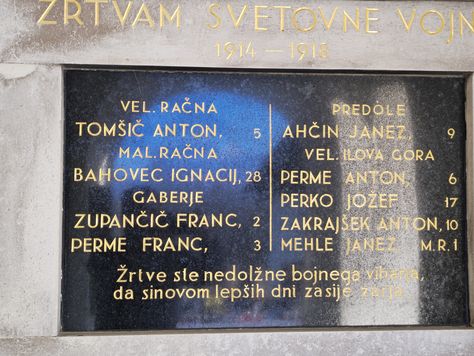 ŽRTVAM SVETOVNE VOJN
1914 — 1918
VEL. RAČNA
TOMŠIČ ANTON, 5
MAL. RAČNA
BAHOVEC IGNACIJ, 28
GABERJE
ZUPANČIČ FRANC, 2
PERME FRANC, 3
PREDOLE
AHČIN JANEZ, 9
VEL. ILOVA GORA
PERME ANTON, 6
PERKO JOZEF 17
ZAKRAJŠEK ANTON, 10
MEHLE JANEZ M.R. 1
Žrtve ste nedolžne bojnega viharja,
da sinovom lepših dni zasije zarja.